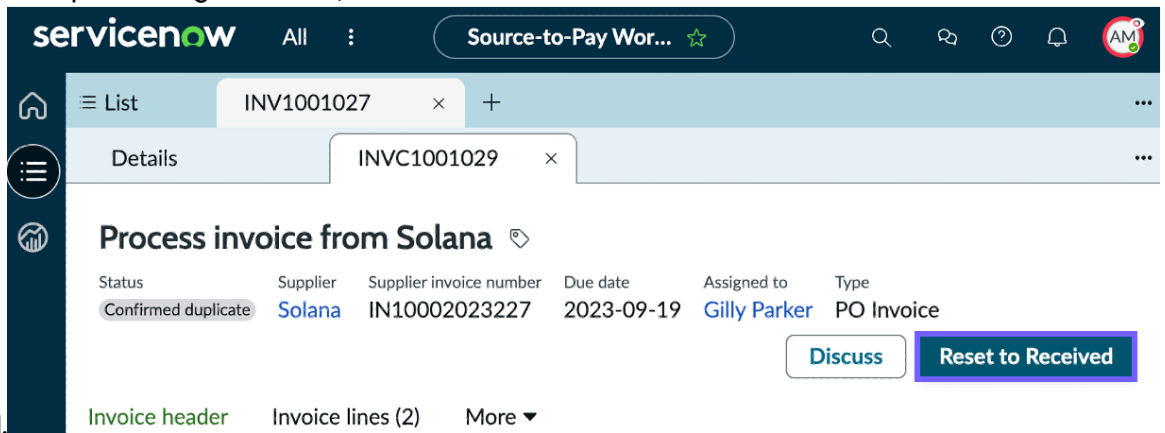 servicenow All Source-to-Pay Wor... AM
List INV1001027 × + ...
Details INVC1001029 × ...
Process invoice from Solana
Status Supplier Supplier invoice number Due date Assigned to Type
Confirmed duplicate Solana IN10002023227 2023-09-19 Gilly Parker PO Invoice
Discuss Reset to Received
Invoice header Invoice lines (2) More